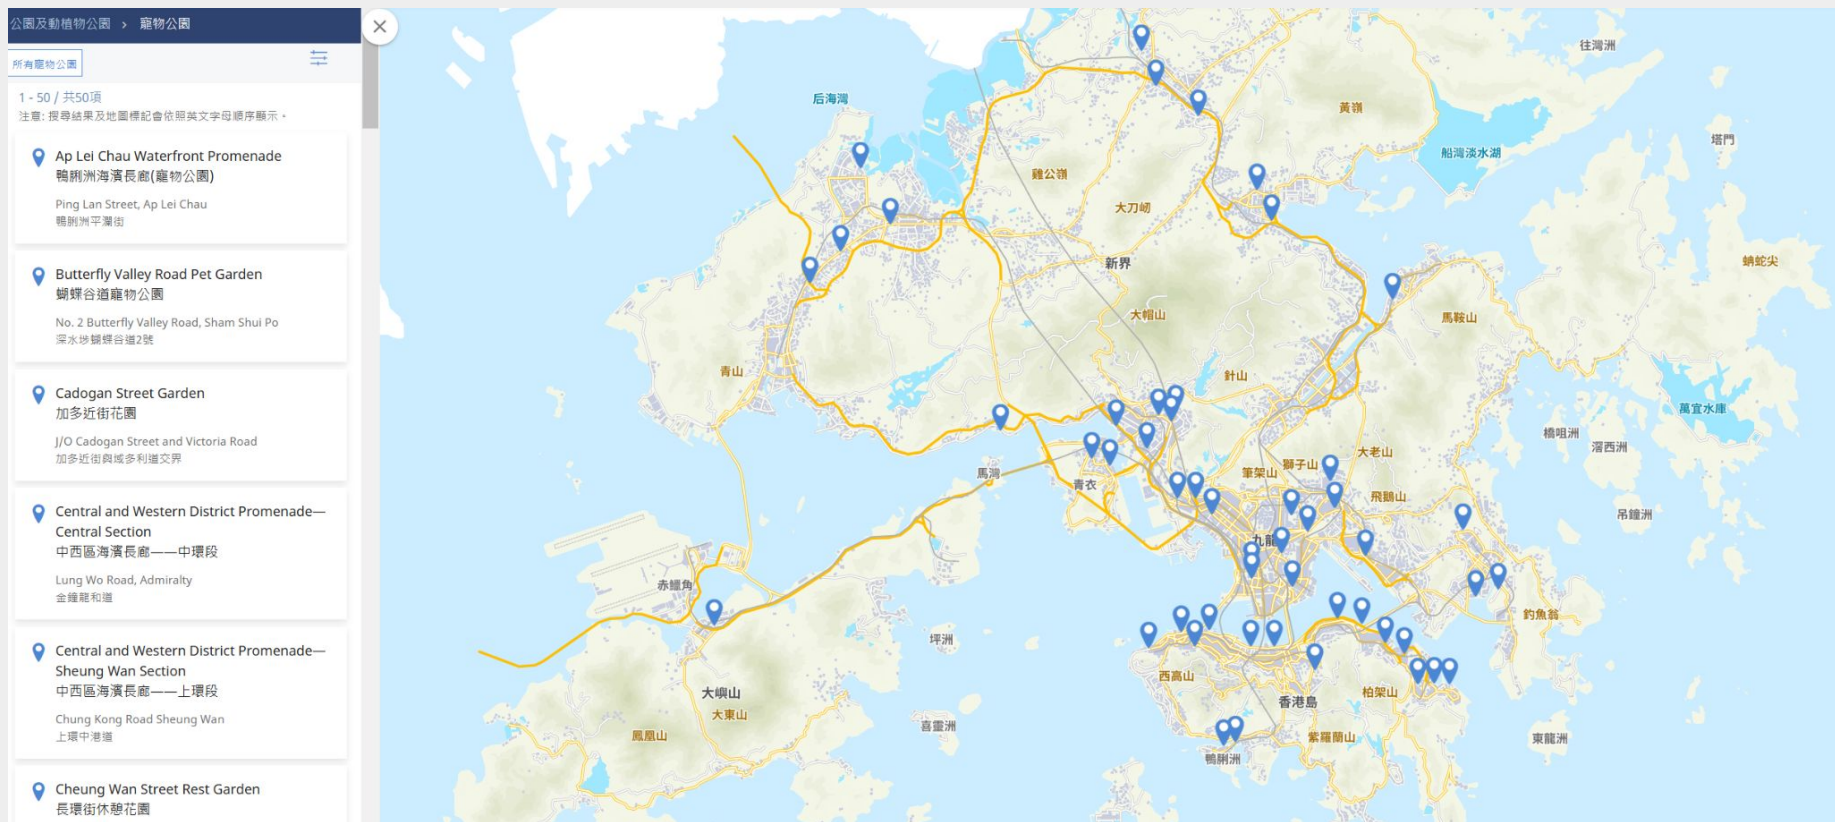 公園及動植物公園 › 寵物公園
所有寵物公園
1 - 50 / 共50項
注意: 搜尋結果及地圖標記會依照英文字母順序顯示。
Ap Lei Chau Waterfront Promenade
鴨脷洲海濱長廊(寵物公園)
Ping Lan Street, Ap Lei Chau
鴨脷洲平瀾街
Butterfly Valley Road Pet Garden
蝴蝶谷道寵物公園
No. 2 Butterfly Valley Road, Sham Shui Po
深水埗蝴蝶谷道2號
Cadogan Street Garden
加多近街花園
J/O Cadogan Street and Victoria Road
加多近街與域多利道交界
Central and Western District Promenade—
Central Section
中西區海濱長廊——中環段
Lung Wo Road, Admiralty
金鐘龍和道
Central and Western District Promenade—
Sheung Wan Section
中西區海濱長廊——上環段
Chung Kong Road Sheung Wan
上環中港道
Cheung Wan Street Rest Garden
長環街休憩花園
往灣洲
后海灣
黃嶺
塔門
船灣淡水湖
雞公嶺
大刀屻
新界
蚺蛇尖
大帽山
馬鞍山
青山
針山
萬宜水庫
橋咀洲
滘西洲
大老山
獅子山
筆架山
馬灣
青衣
飛鵝山
吊鐘洲
九龍
赤鱲角
釣魚翁
坪洲
西高山
大嶼山
柏架山
香港島
大東山
喜靈洲
鳳凰山
紫羅蘭山
東龍洲
鴨脷洲